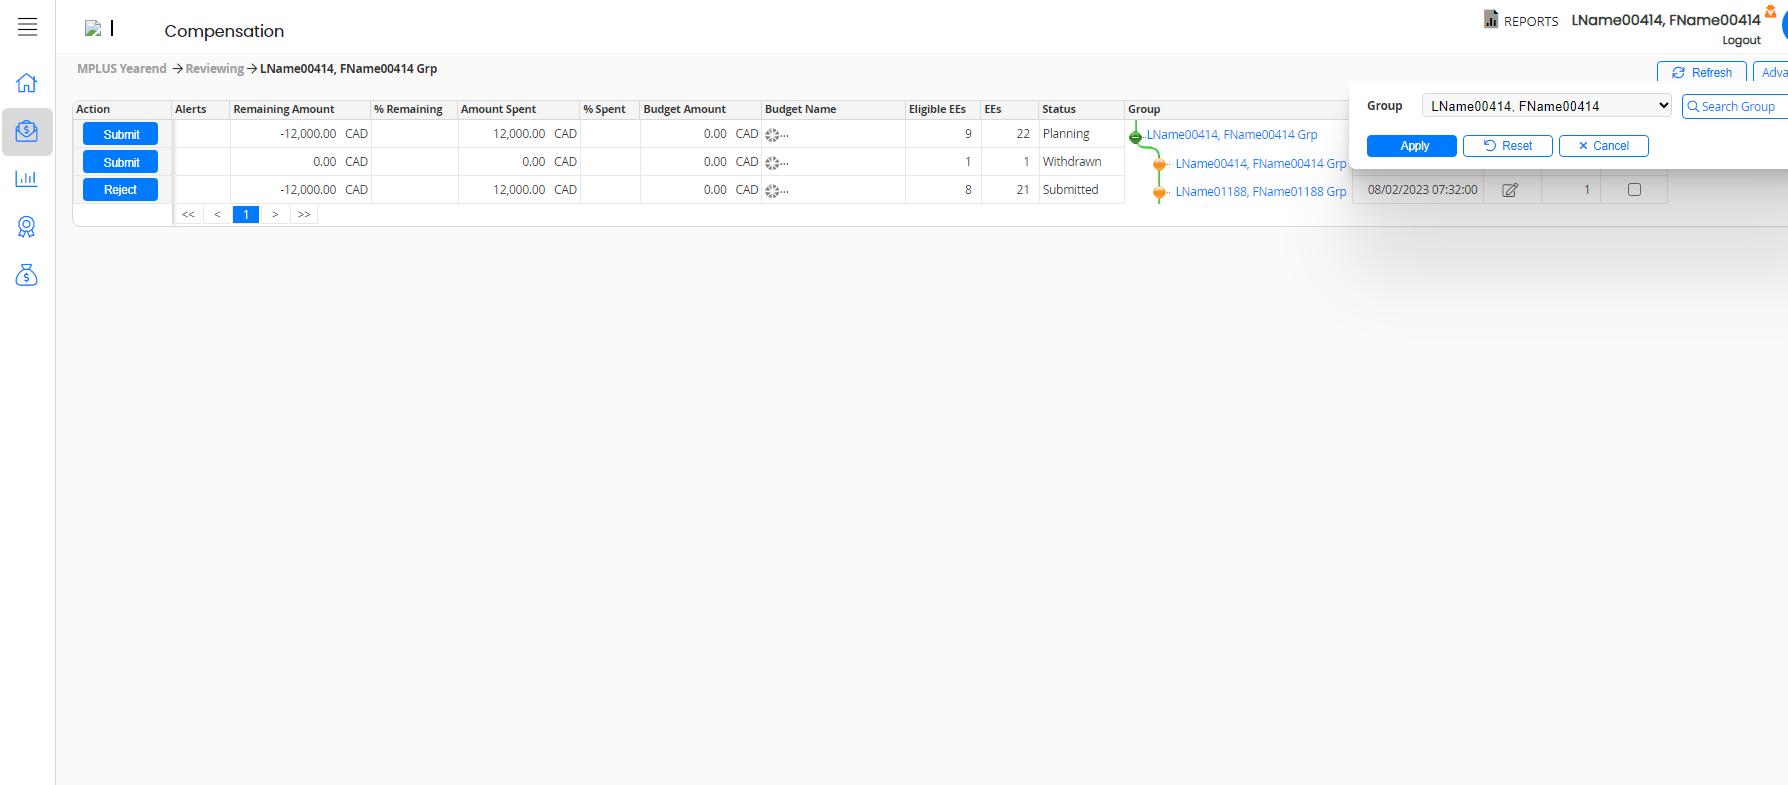 Compensation
REPORTS LName00414, FName00414
Logout
MPLUS Yearend → Reviewing → LName00414, FName00414 Grp
Refresh
Group LName00414, FName00414 Search Group
Apply Reset × Cancel
Action Alerts Remaining Amount % Remaining Amount Spent % Spent Budget Amount Budget Name Eligible EEs EEs Status Group
Submit -12,000.00 CAD 12,000.00 CAD 0.00 CAD ... 9 22 Planning LName00414, FName00414 Grp
Submit 0.00 CAD 0.00 CAD 0.00 CAD 1 1 Withdrawn LName00414, FName00414 Grp
Reject -12,000.00 CAD 12,000.00 CAD 0.00 CAD ... 8 21 Submitted LName01188, FName01188 Grp 08/02/2023 07:32:00 1
<< < 1 > >>